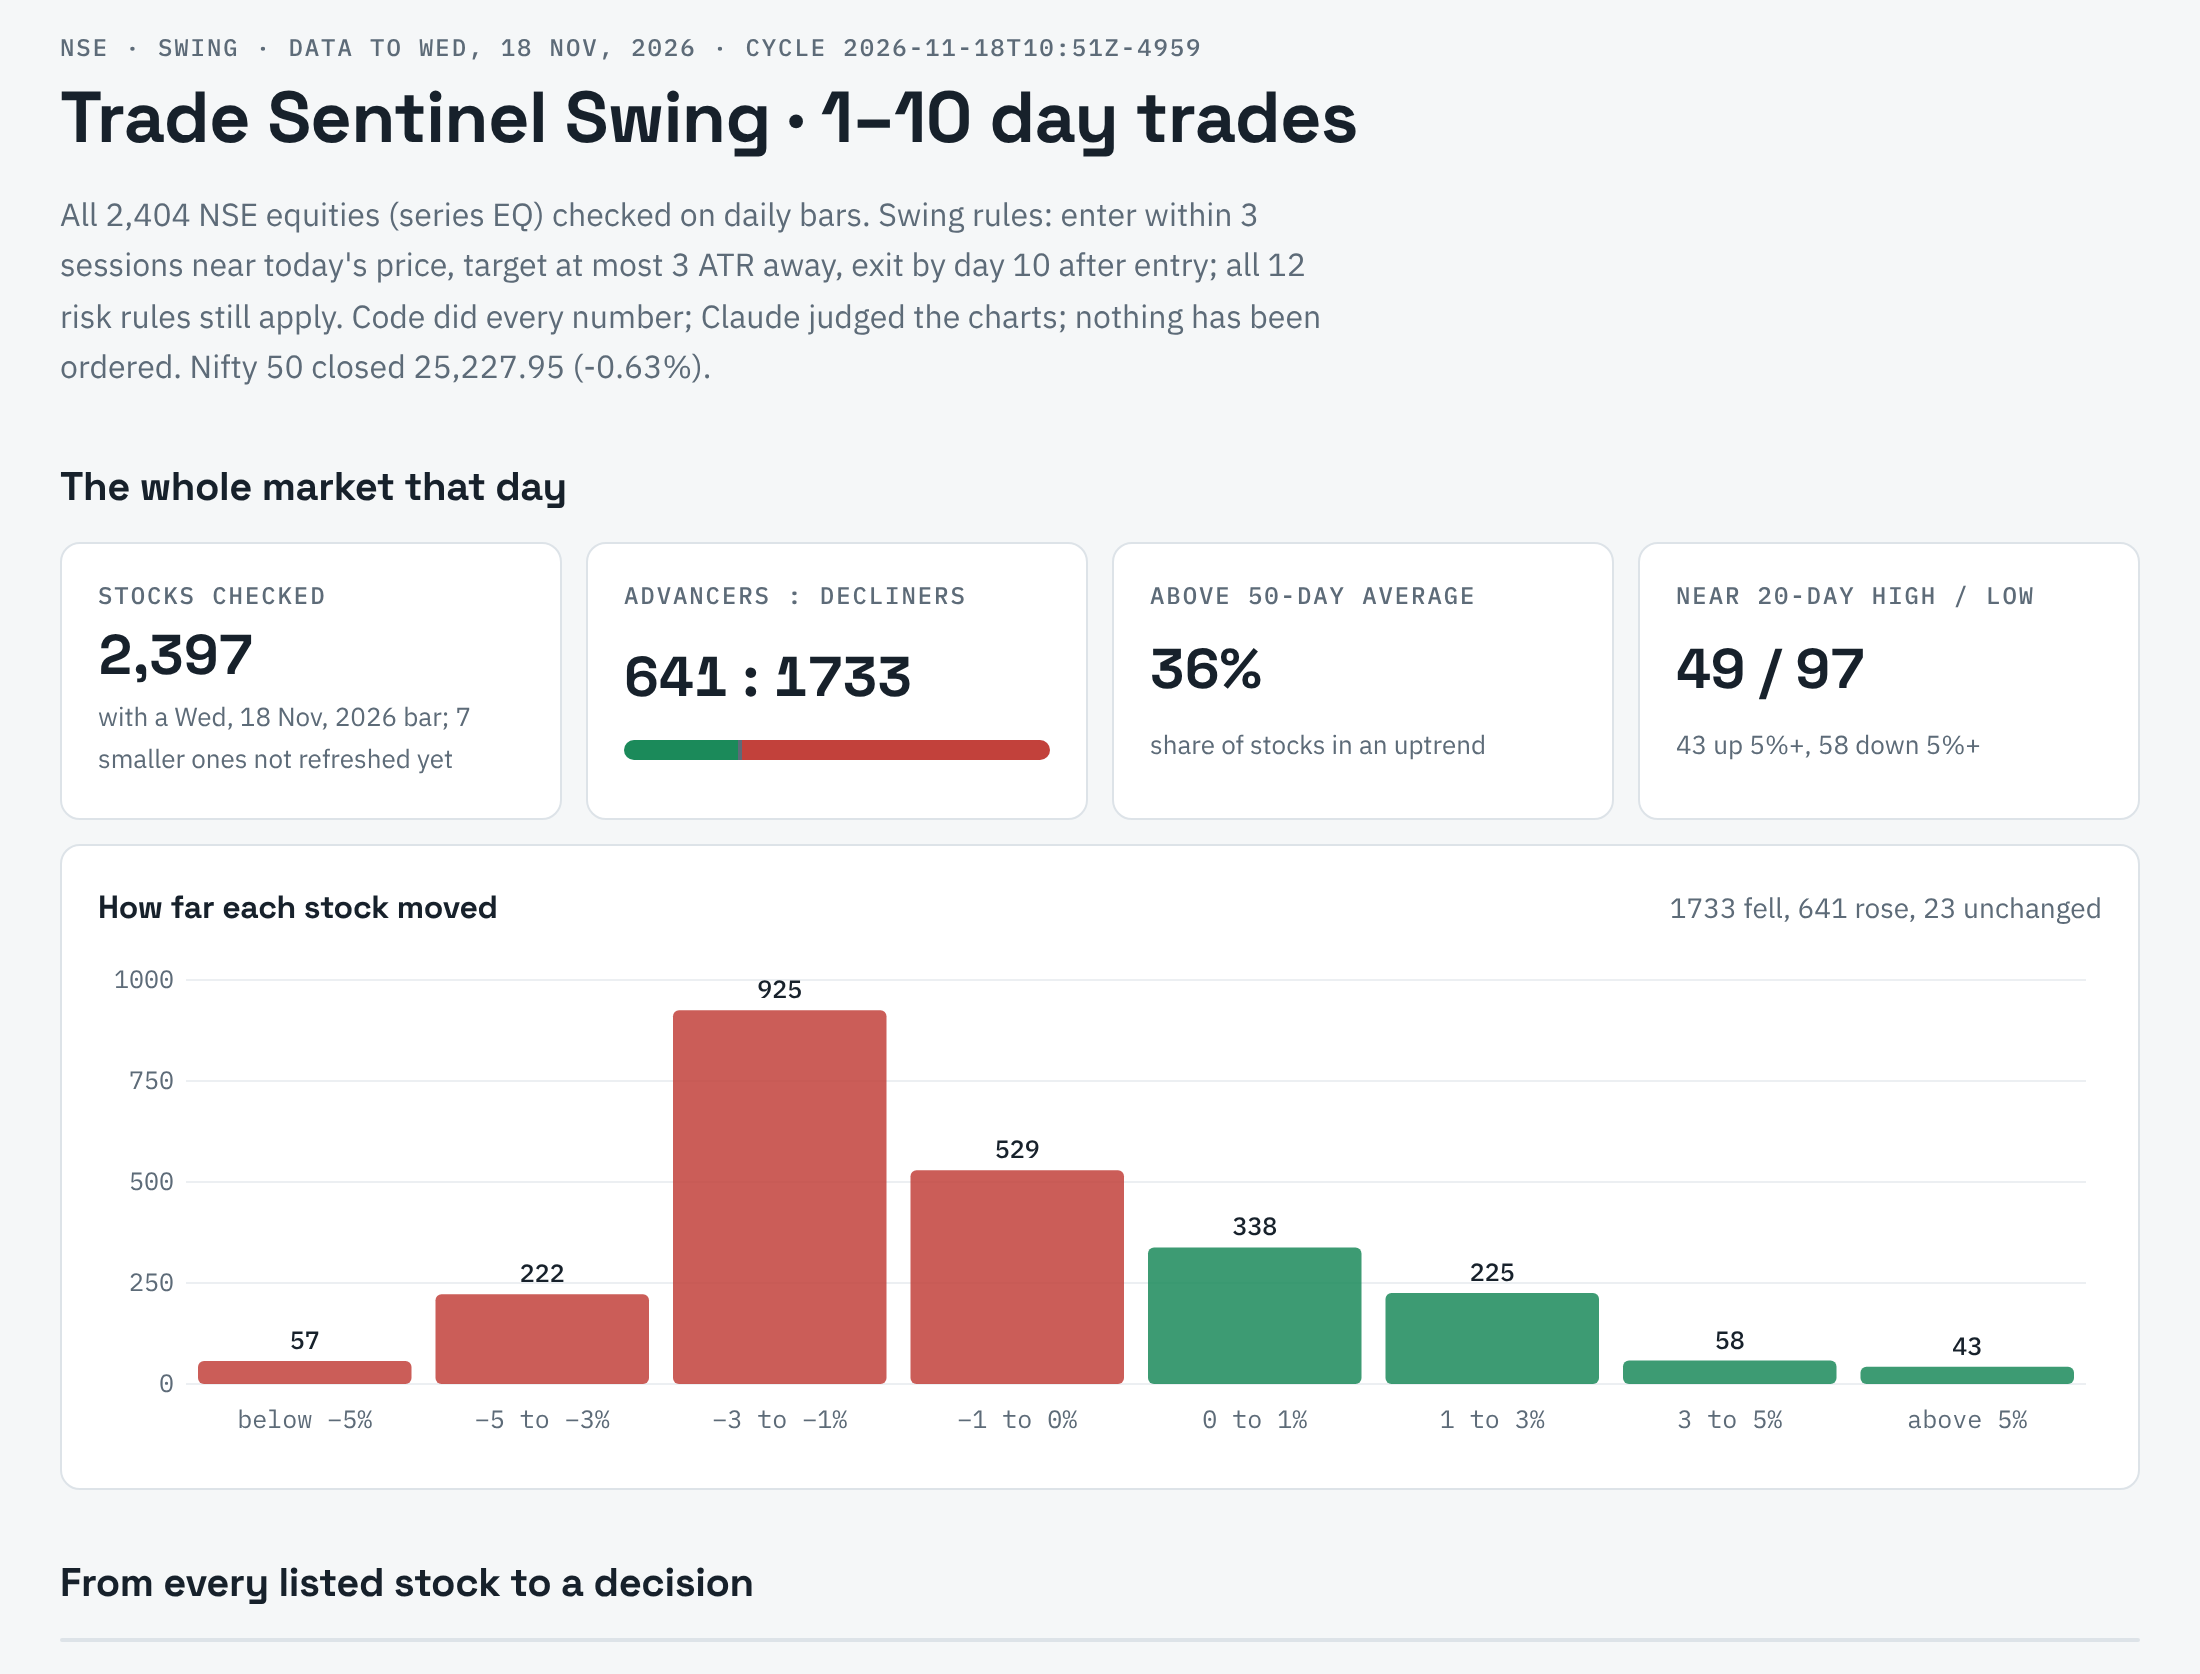 NSE · SWING · DATA TO WED, 18 NOV, 2026 · CYCLE 2026-11-18T10:51Z-4959
Trade Sentinel Swing · 1–10 day trades
All 2,404 NSE equities (series EQ) checked on daily bars. Swing rules: enter within 3
sessions near today's price, target at most 3 ATR away, exit by day 10 after entry; all 12
risk rules still apply. Code did every number; Claude judged the charts; nothing has been
ordered. Nifty 50 closed 25,227.95 (-0.63%).
The whole market that day
STOCKS CHECKED
2,397
with a Wed, 18 Nov, 2026 bar; 7
smaller ones not refreshed yet
ADVANCERS : DECLINERS
641 : 1733
ABOVE 50-DAY AVERAGE
36%
share of stocks in an uptrend
NEAR 20-DAY HIGH / LOW
49 / 97
43 up 5%+, 58 down 5%+
How far each stock moved
1733 fell, 641 rose, 23 unchanged
1000
750
500
250
0
57
222
925
529
338
225
58
43
below −5%
−5 to −3%
−3 to −1%
−1 to 0%
0 to 1%
1 to 3%
3 to 5%
above 5%
From every listed stock to a decision